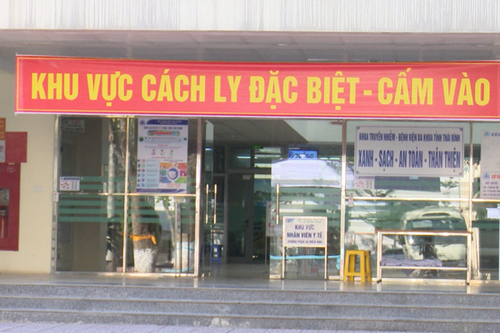 KHU VỰC CÁCH LY ĐẶC BIỆT - CẤM VÀO
KHOA TRUYỀN NHIỄM - BỆNH VIỆN ĐA KHOA TỈNH THÁI BÌNH
XANH - SẠCH - AN TOÀN - THÂN THIỆN
KHU VỰC
NHÂN VIÊN Y TẾ